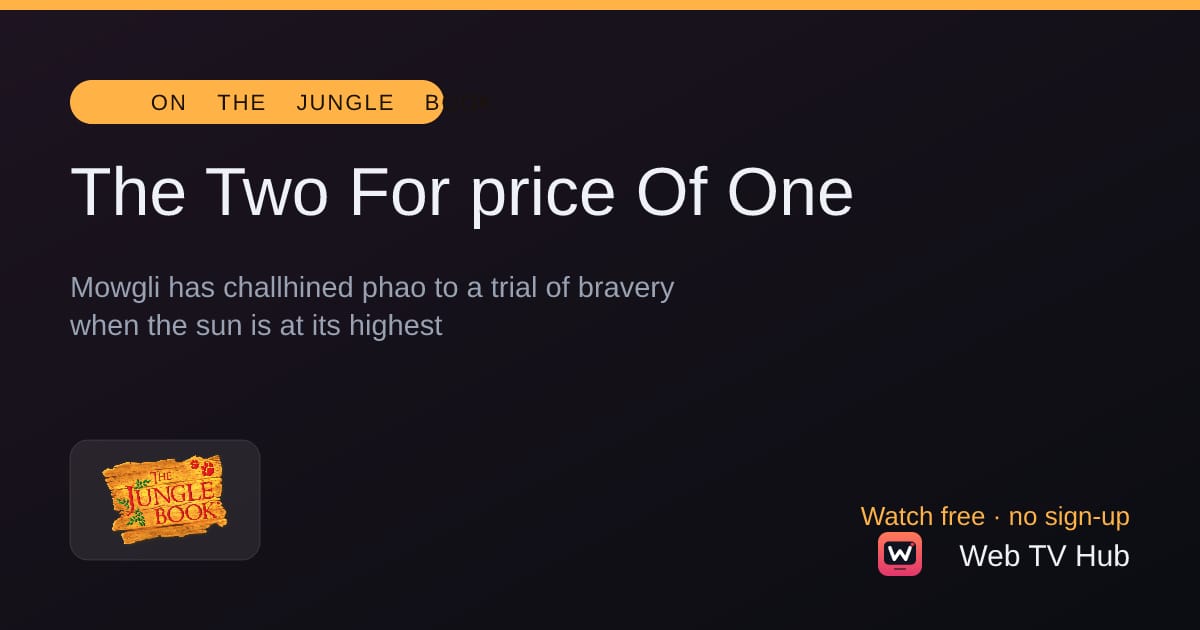 ON THE JUNGLE BOOK
The Two For price Of One
Mowgli has challhined phao to a trial of bravery
when the sun is at its highest
THE
JUNGLE
BOOK
Watch free · no sign-up
W
Web TV Hub